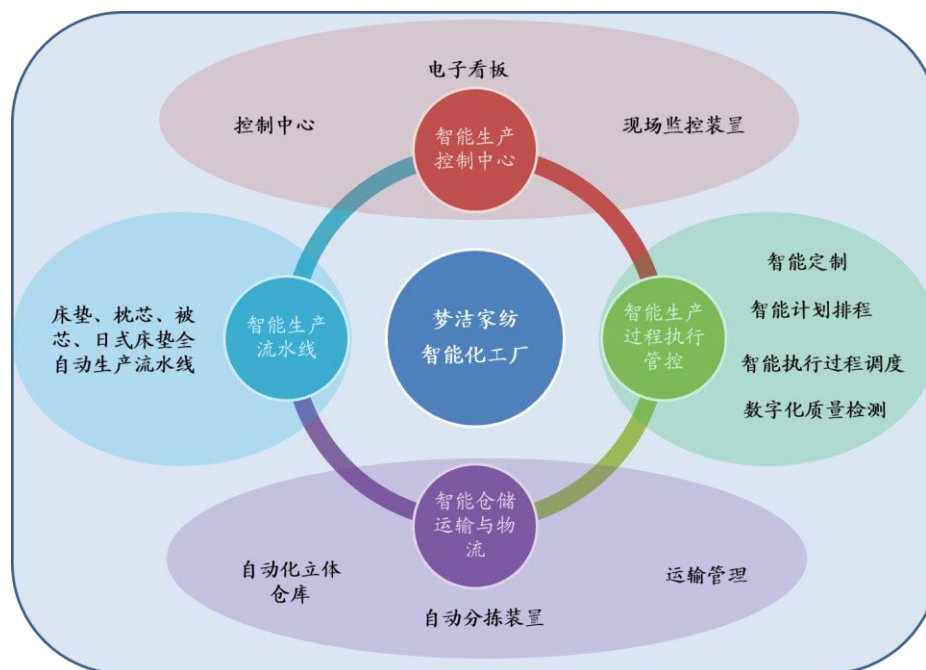 电子看板
控制中心
现场监控装置
智能生产
控制中心
智能定制
智能计划排程
智能执行过程调度
数字化质量检测
床垫、枕芯、被
芯、日式床垫全
自动生产流水线
智能生产
流水线
梦洁家纺
智能化工厂
智能生产
过程执行
管控
智能仓储
运输与物
流
自动化立体
仓库
自动分拣装置
运输管理